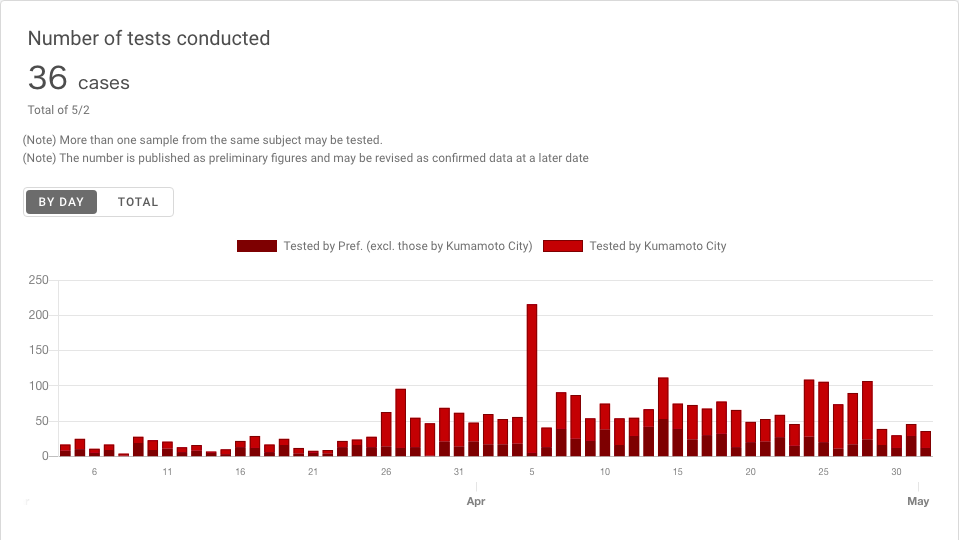 Number of tests conducted
36 cases
Total of 5/2
(Note) More than one sample from the same subject may be tested.
(Note) The number is published as preliminary figures and may be revised as confirmed data at a later date
BY DAY TOTAL
Tested by Pref. (excl. those by Kumamoto City) Tested by Kumamoto City
250
200
150
100
50
0
6 11 16 21 26 31 5 10 15 20 25 30
Apr May